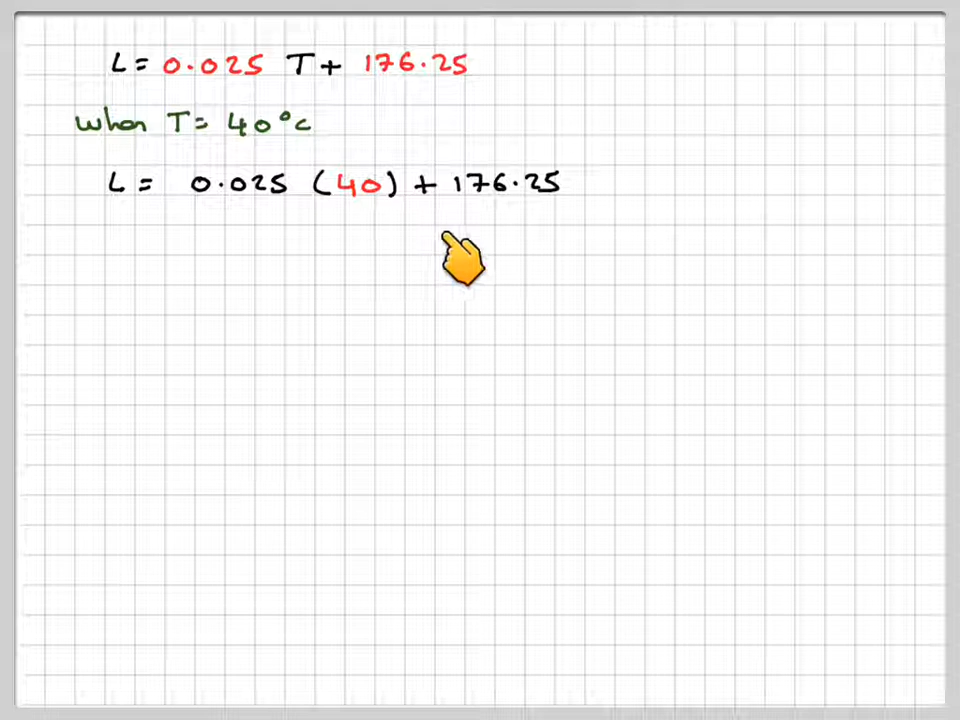 L = 0.025 T + 176.25
when T = 40°c
L = 0.025 (40) + 176.25